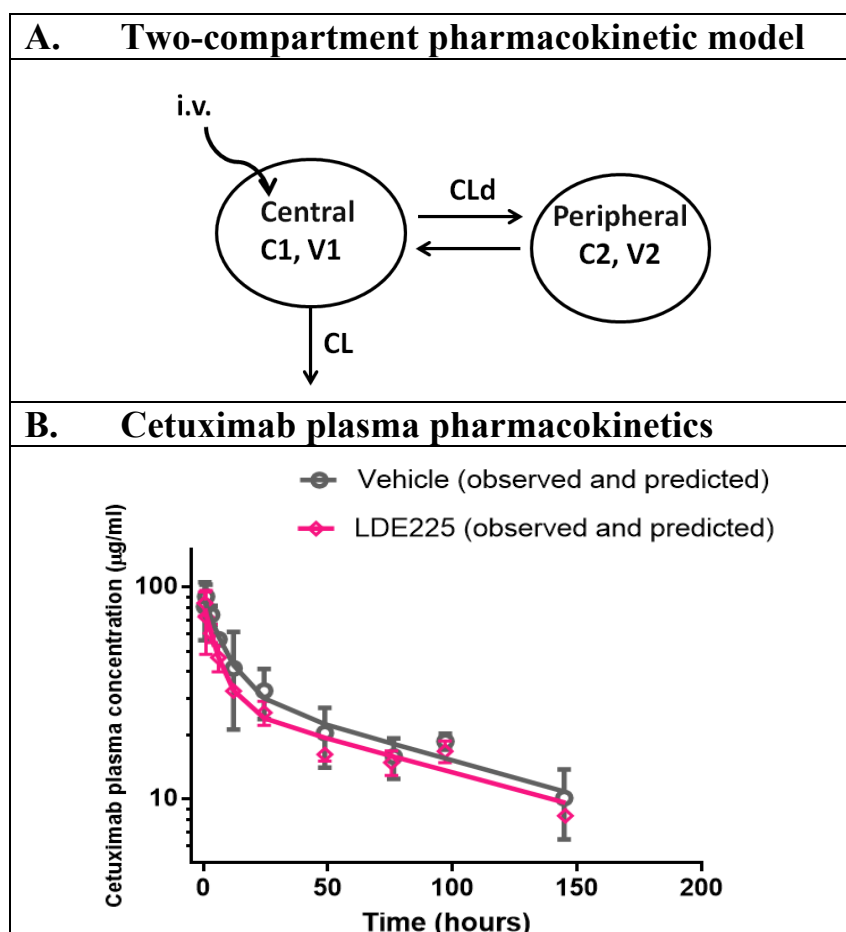 A. Two-compartment pharmacokinetic model
i.v.
CLd
Central
C1, V1
Peripheral
C2, V2
CL
B. Cetuximab plasma pharmacokinetics
Vehicle (observed and predicted)
LDE225 (observed and predicted)
Cetuximab plasma concentration (µg/ml)
100
10
0 50 100 150 200
Time (hours)